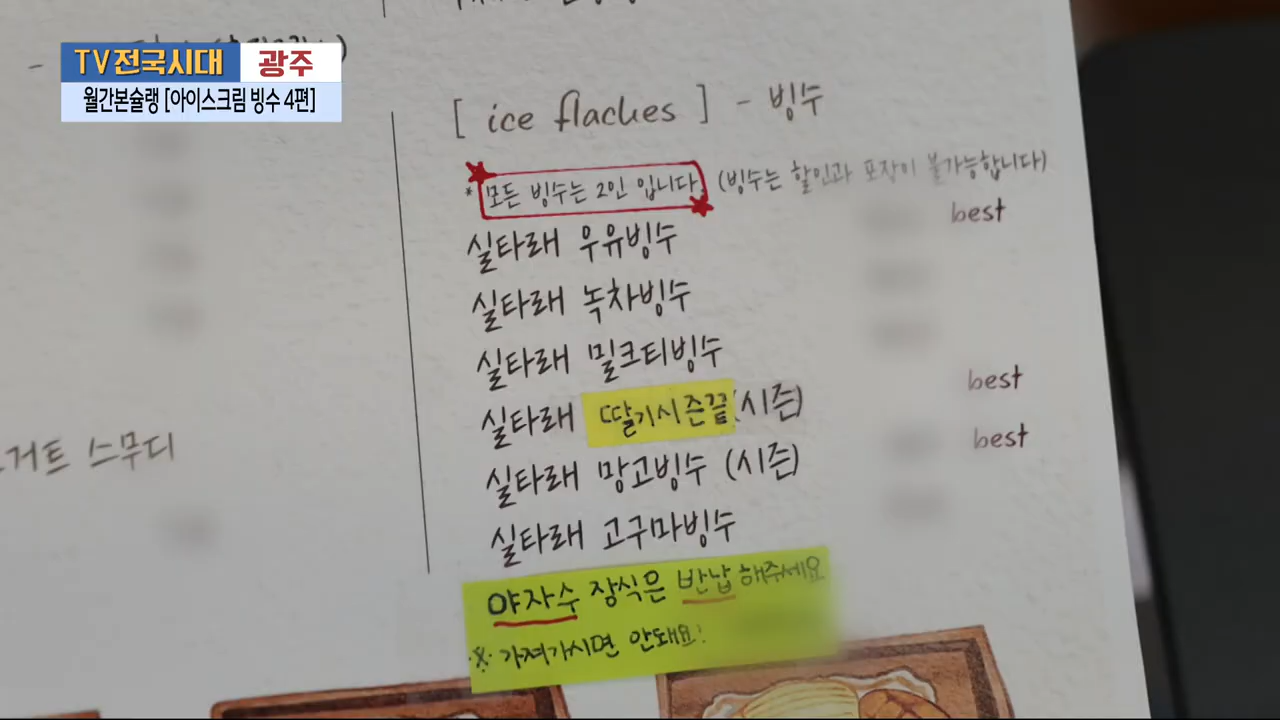 TV전국시대 광주
월간본슐랭 [아이스크림 빙수 4편]
[ ice flaches ] - 빙수
* 모든 빙수는 2인 입니다. (빙수는 할인과 포장이 불가능합니다)
실타래 우유빙수 best
실타래 녹차빙수
실타래 밀크티빙수
실타래 딸기시즌끝 (시즌) best
실타래 망고빙수 (시즌) best
실타래 고구마빙수
거트 스무디
야자수 장식은 반납해주세요
※ 가져가시면 안돼요!